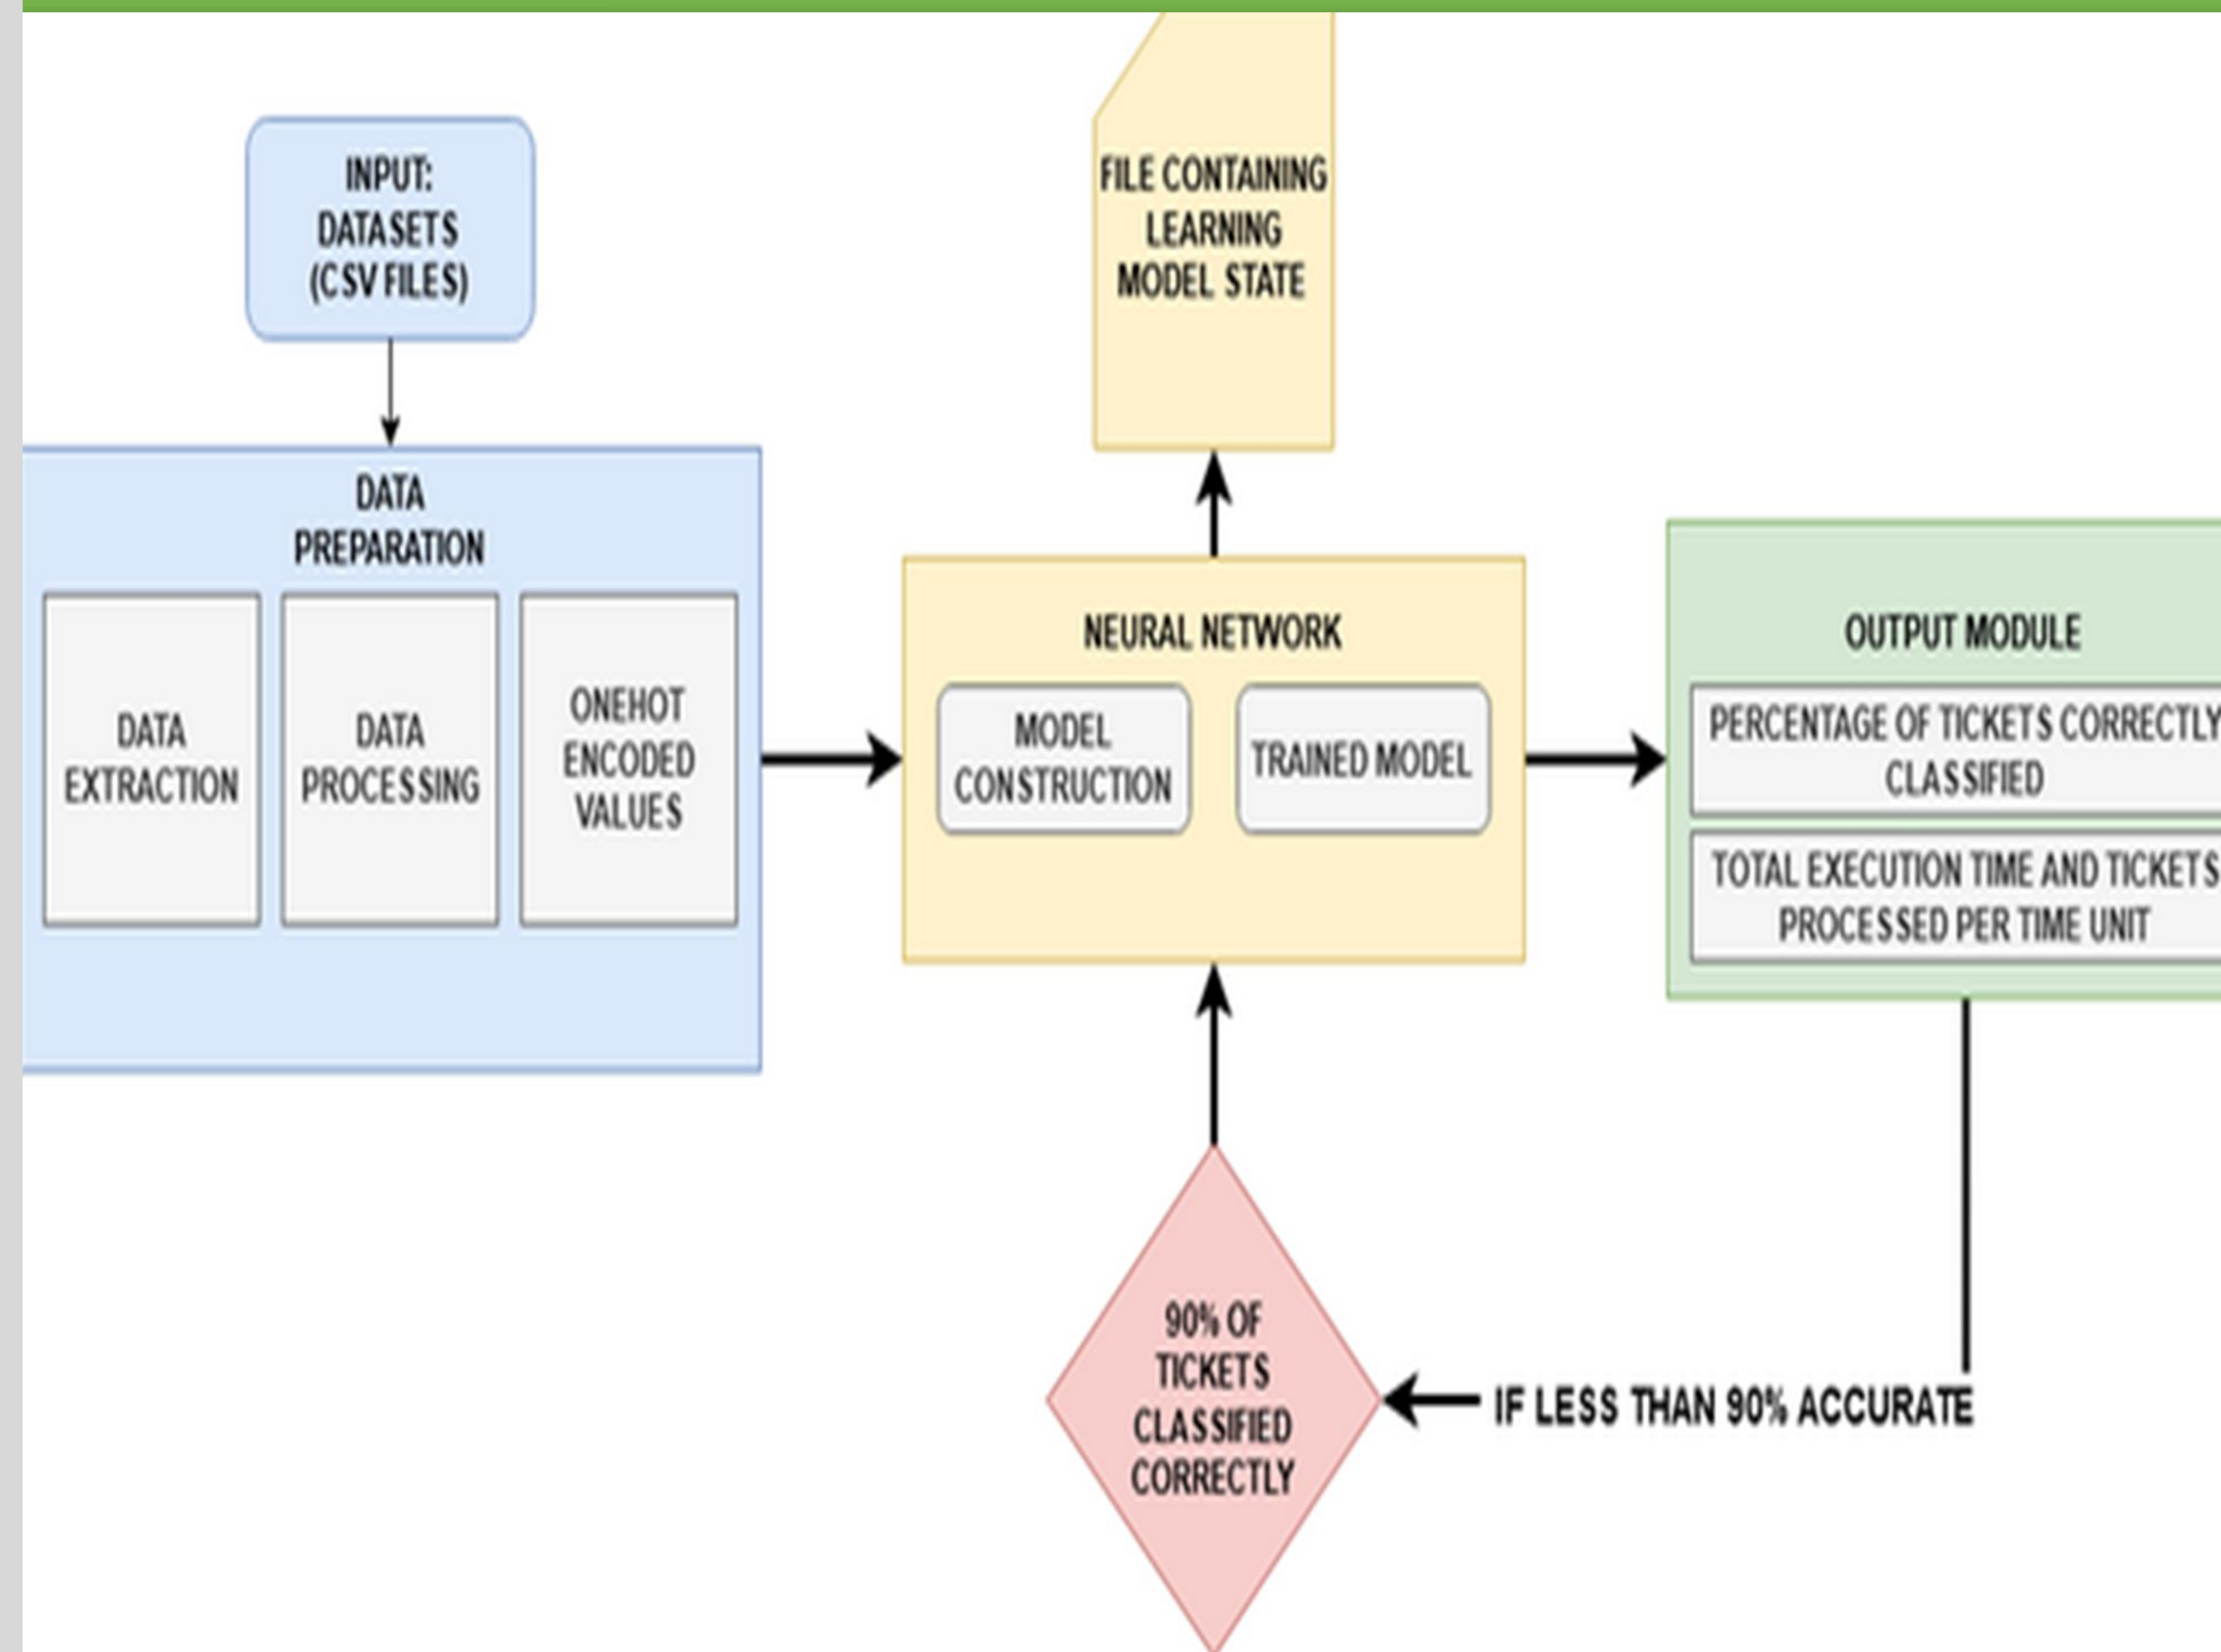 INPUT:
DATASETS
(CSV FILES)
FILE CONTAINING
LEARNING
MODEL STATE
DATA
PREPARATION
DATA
EXTRACTION
DATA
PROCESSING
ONEHOT
ENCODED
VALUES
NEURAL NETWORK
MODEL
CONSTRUCTION
TRAINED MODEL
OUTPUT MODULE
PERCENTAGE OF TICKETS CORRECTLY
CLASSIFIED
TOTAL EXECUTION TIME AND TICKETS
PROCESSED PER TIME UNIT
90% OF
TICKETS
CLASSIFIED
CORRECTLY
IF LESS THAN 90% ACCURATE